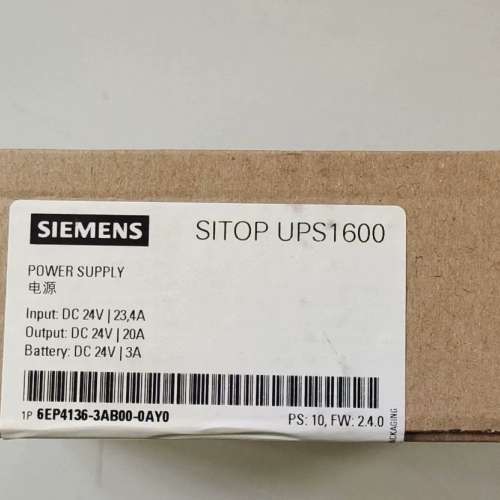 SIEMENS
SITOP UPS1600
POWER SUPPLY
电源
Input: DC 24V | 23,4A
Output: DC 24V | 20A
Battery: DC 24V | 3A
1P 6EP4136-3AB00-0AY0
PS: 10, FW: 2.4.0